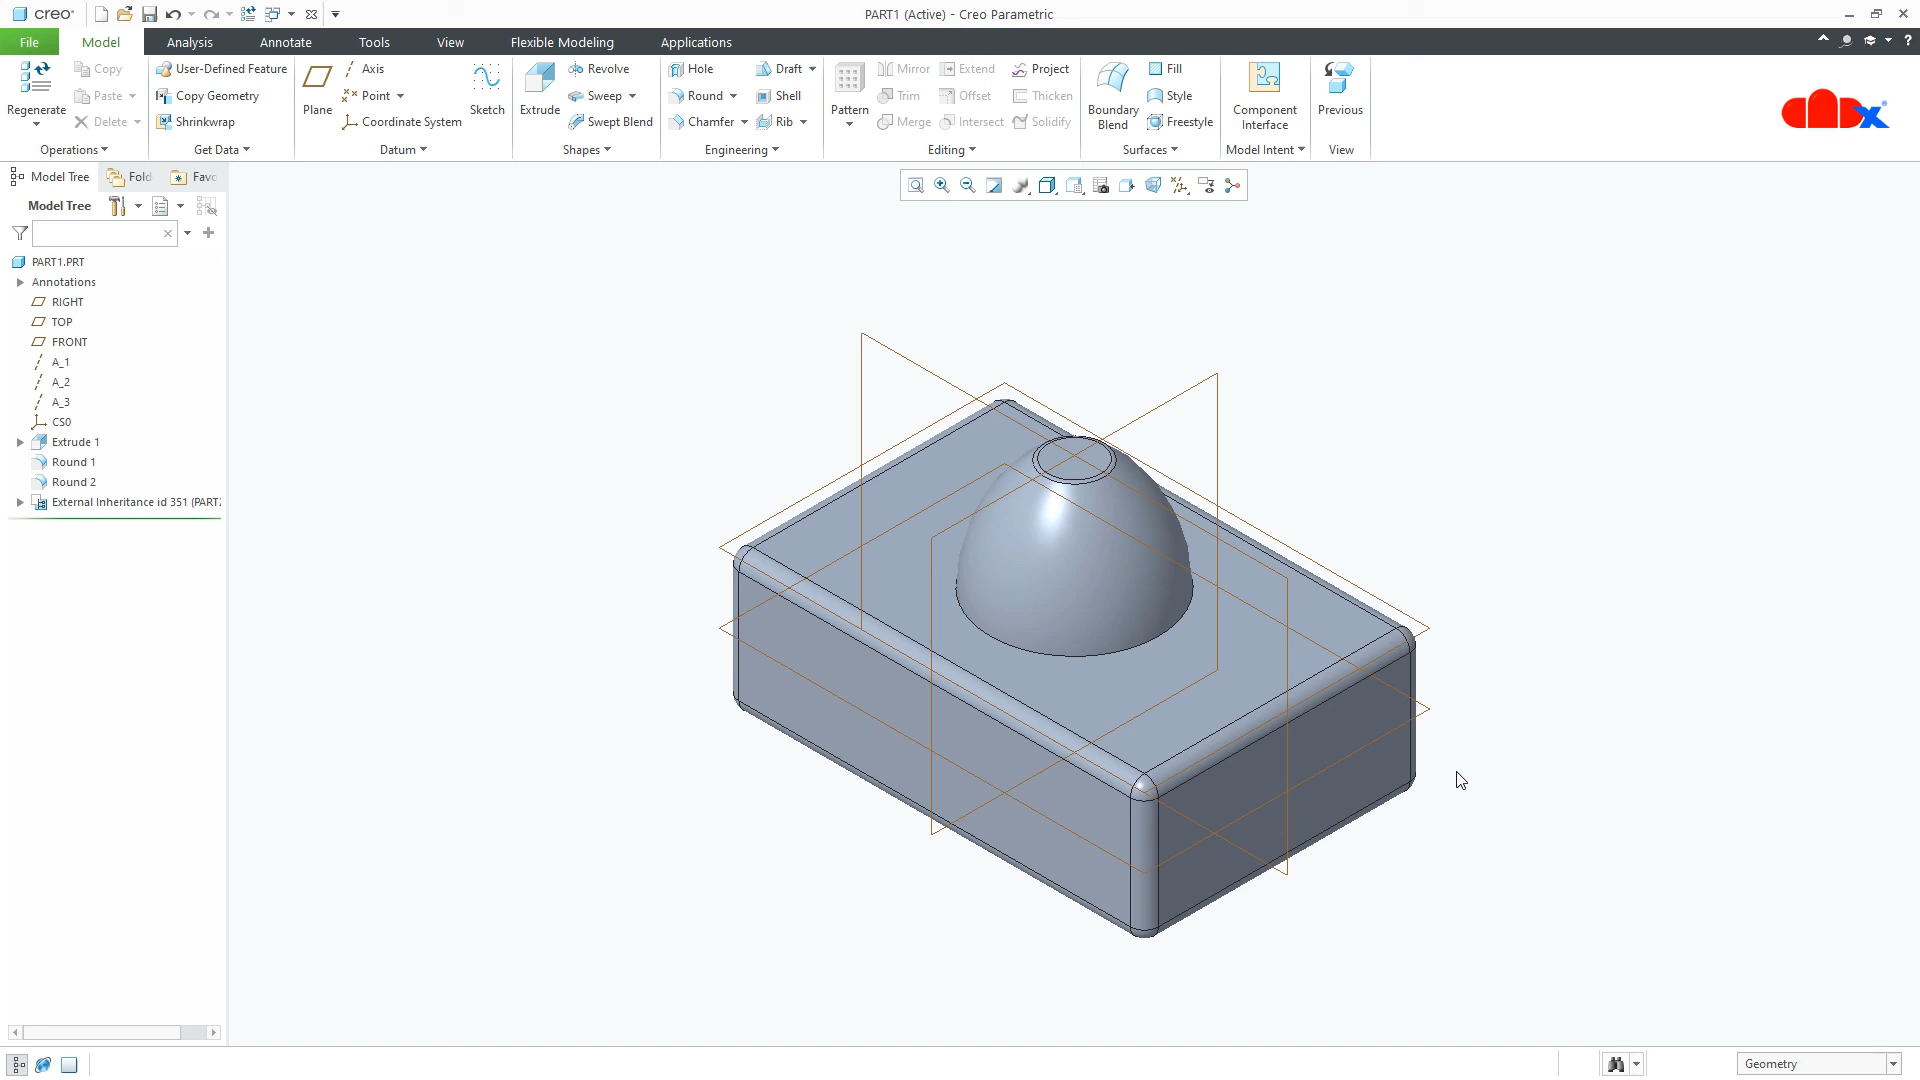 creo° PART1 (Active) - Creo Parametric
File Model Analysis Annotate Tools View Flexible Modeling Applications ?
Copy User-Defined Feature Axis Revolve Hole Draft Mirror Extend Project Fill
Paste Copy Geometry Point Sweep Round Shell Trim Offset Thicken Style
Regenerate Plane Sketch Extrude Pattern Boundary Blend Component Interface Previous
Delete Shrinkwrap Coordinate System Swept Blend Chamfer Rib Merge Intersect Solidify Freestyle
Operations Get Data Datum Shapes Engineering Editing Surfaces Model Intent View
Model Tree Fold Favo
Model Tree
PART1.PRT
Annotations
RIGHT
TOP
FRONT
A_1
A_2
A_3
CS0
Extrude 1
Round 1
Round 2
External Inheritance id 351 (PART2
Geometry